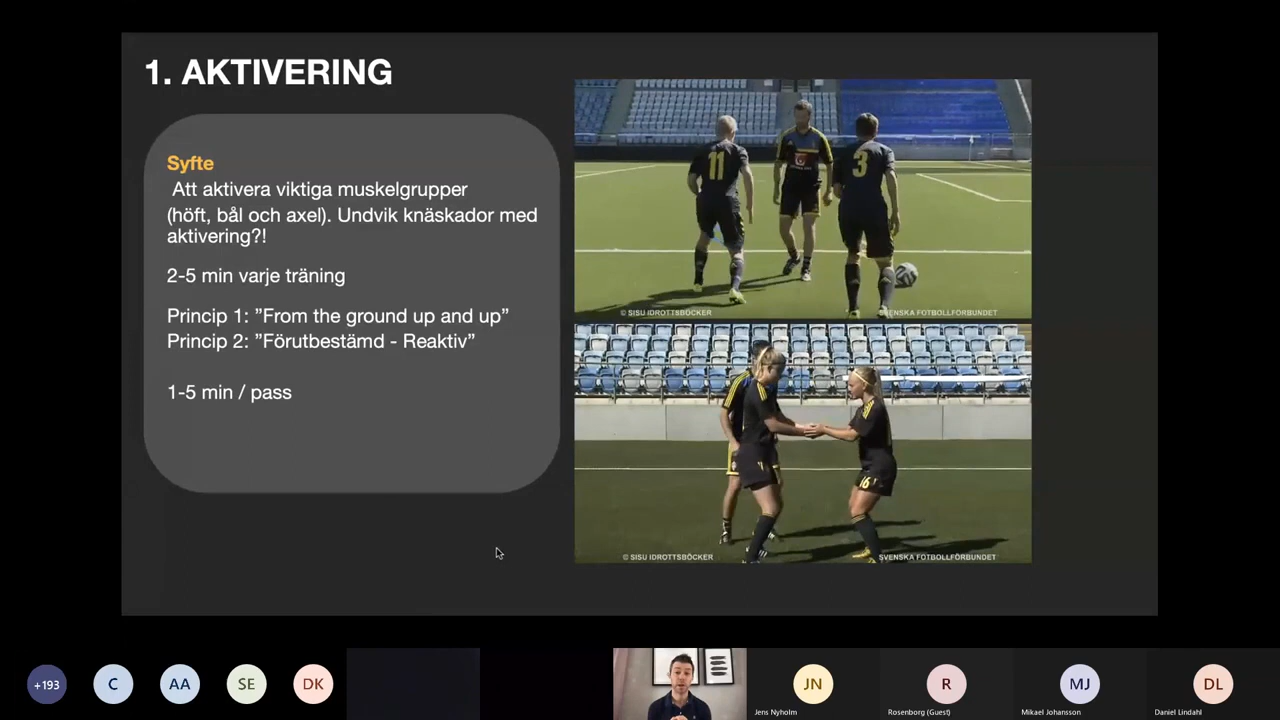 1. AKTIVERING
Syfte
Att aktivera viktiga muskelgrupper
(höft, bål och axel). Undvik knäskador med
aktivering?!
2-5 min varje träning
Princip 1: ”From the ground up and up”
Princip 2: ”Förutbestämd - Reaktiv”
1-5 min / pass
11
3
© SISU IDROTTSBÖCKER
SVENSKA FOTBOLLFÖRBUNDET
16
© SISU IDROTTSBÖCKER
SVENSKA FOTBOLLFÖRBUNDET
+193
C
AA
SE
DK
JN
Jens Nyholm
R
Rosenborg (Guest)
MJ
Mikael Johansson
DL
Daniel Lindahl